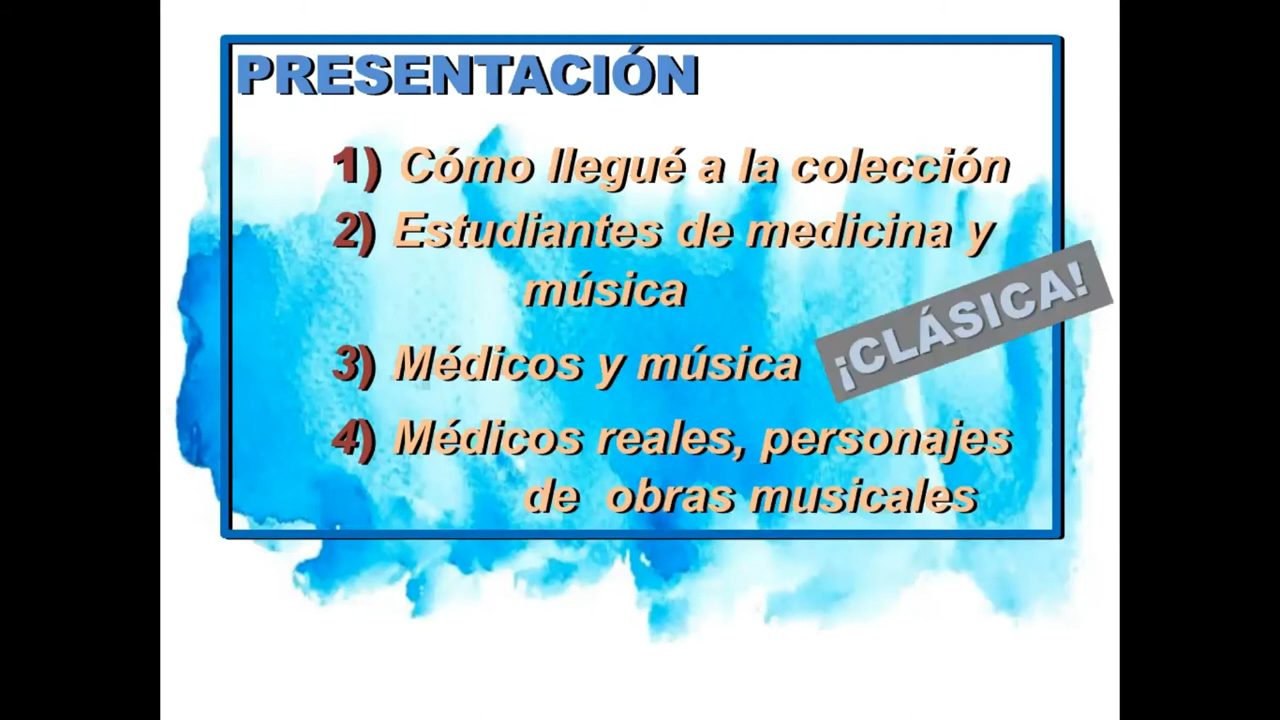 PRESENTACIÓN
1) Cómo llegué a la colección
2) Estudiantes de medicina y
música
¡CLÁSICA!
3) Médicos y música
4) Médicos reales, personajes
de obras musicales